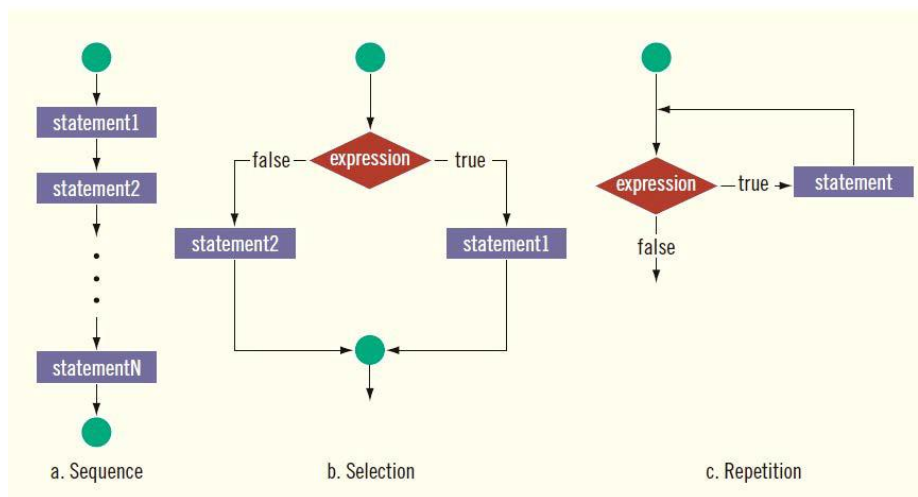 statement1
statement2
statementN
a. Sequence
expression
false
true
statement2
statement1
b. Selection
expression
true
statement
false
c. Repetition